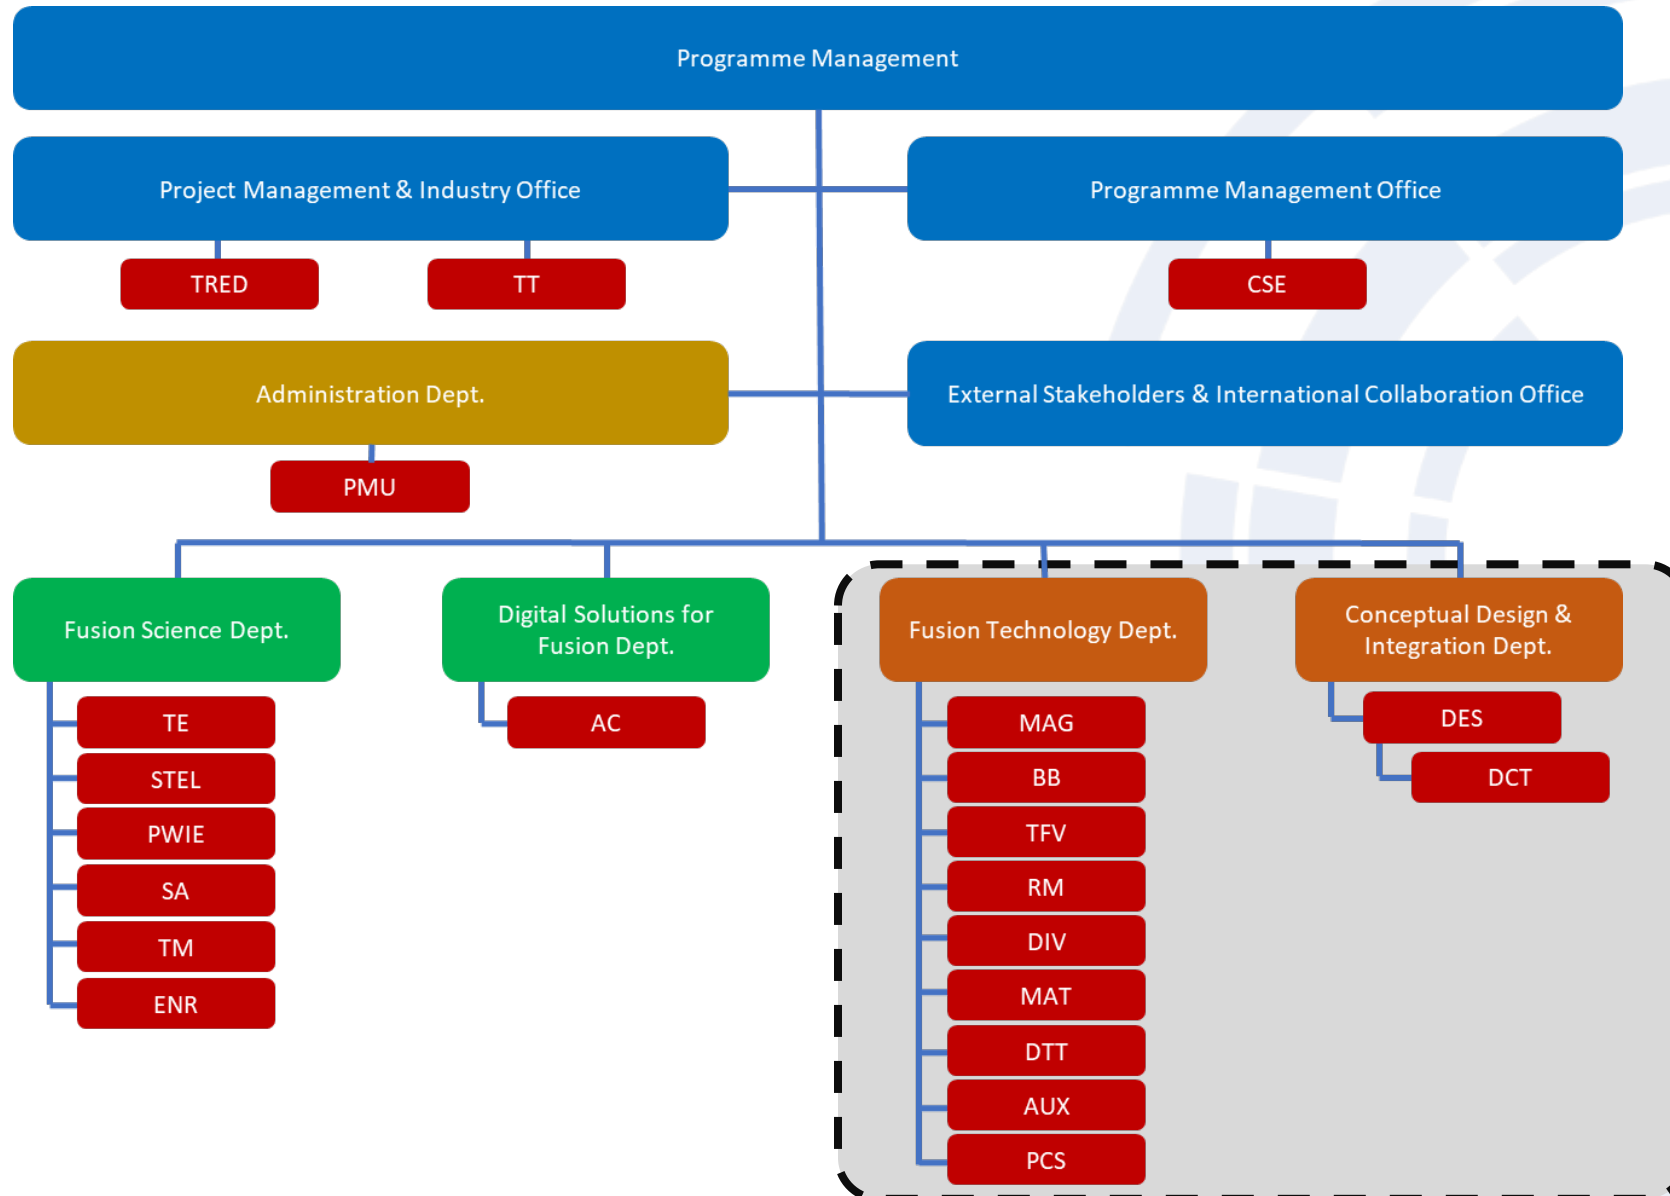 Programme Management
Project Management & Industry Office
Programme Management Office
TRED
TT
CSE
Administration Dept.
External Stakeholders & International Collaboration Office
PMU
Fusion Science Dept.
TE
STEL
PWIE
SA
TM
ENR
Digital Solutions for
Fusion Dept.
AC
Fusion Technology Dept.
MAG
BB
TFV
RM
DIV
MAT
DTT
AUX
PCS
Conceptual Design &
Integration Dept.
DES
DCT